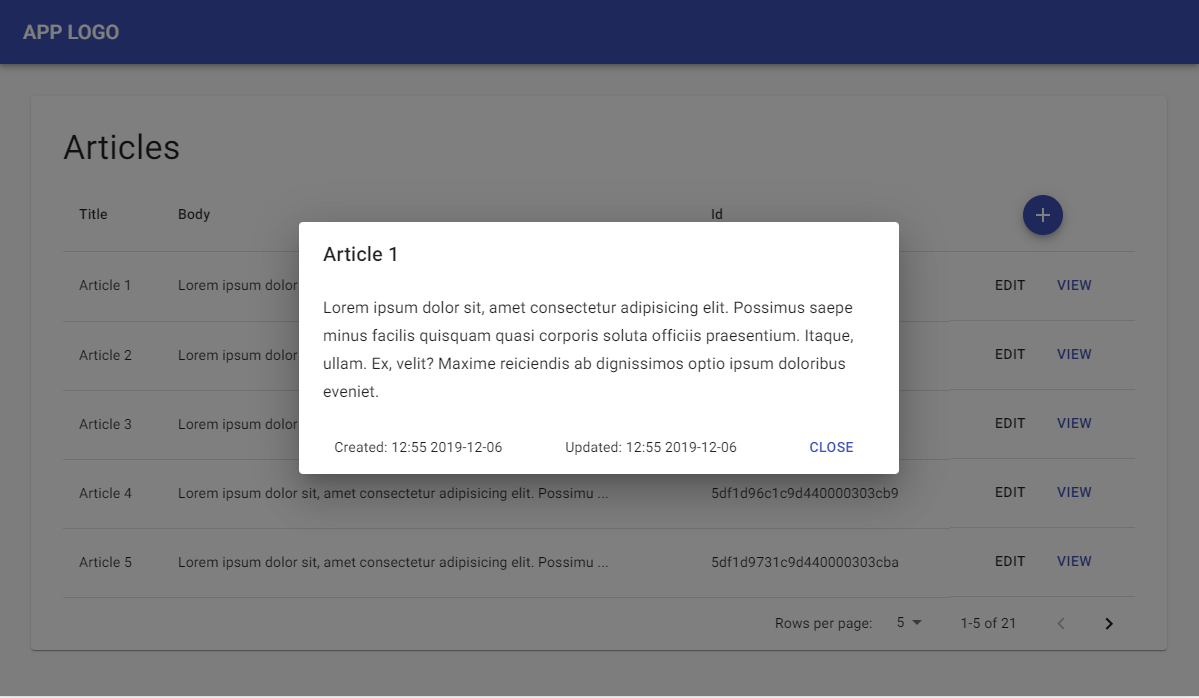 APP LOGO
Articles
Title Body Id +
Article 1
Article 1 Lorem ipsum dolor EDIT VIEW
Lorem ipsum dolor sit, amet consectetur adipisicing elit. Possimus saepe
minus facilis quisquam quasi corporis soluta officiis praesentium. Itaque,
Article 2 Lorem ipsum dolor EDIT VIEW
ullam. Ex, velit? Maxime reiciendis ab dignissimos optio ipsum doloribus
eveniet.
Article 3 Lorem ipsum dolor EDIT VIEW
Created: 12:55 2019-12-06 Updated: 12:55 2019-12-06 CLOSE
Article 4 Lorem ipsum dolor sit, amet consectetur adipisicing elit. Possimu ... 5df1d96c1c9d440000303cb9 EDIT VIEW
Article 5 Lorem ipsum dolor sit, amet consectetur adipisicing elit. Possimu ... 5df1d9731c9d440000303cba EDIT VIEW
Rows per page: 5 1-5 of 21